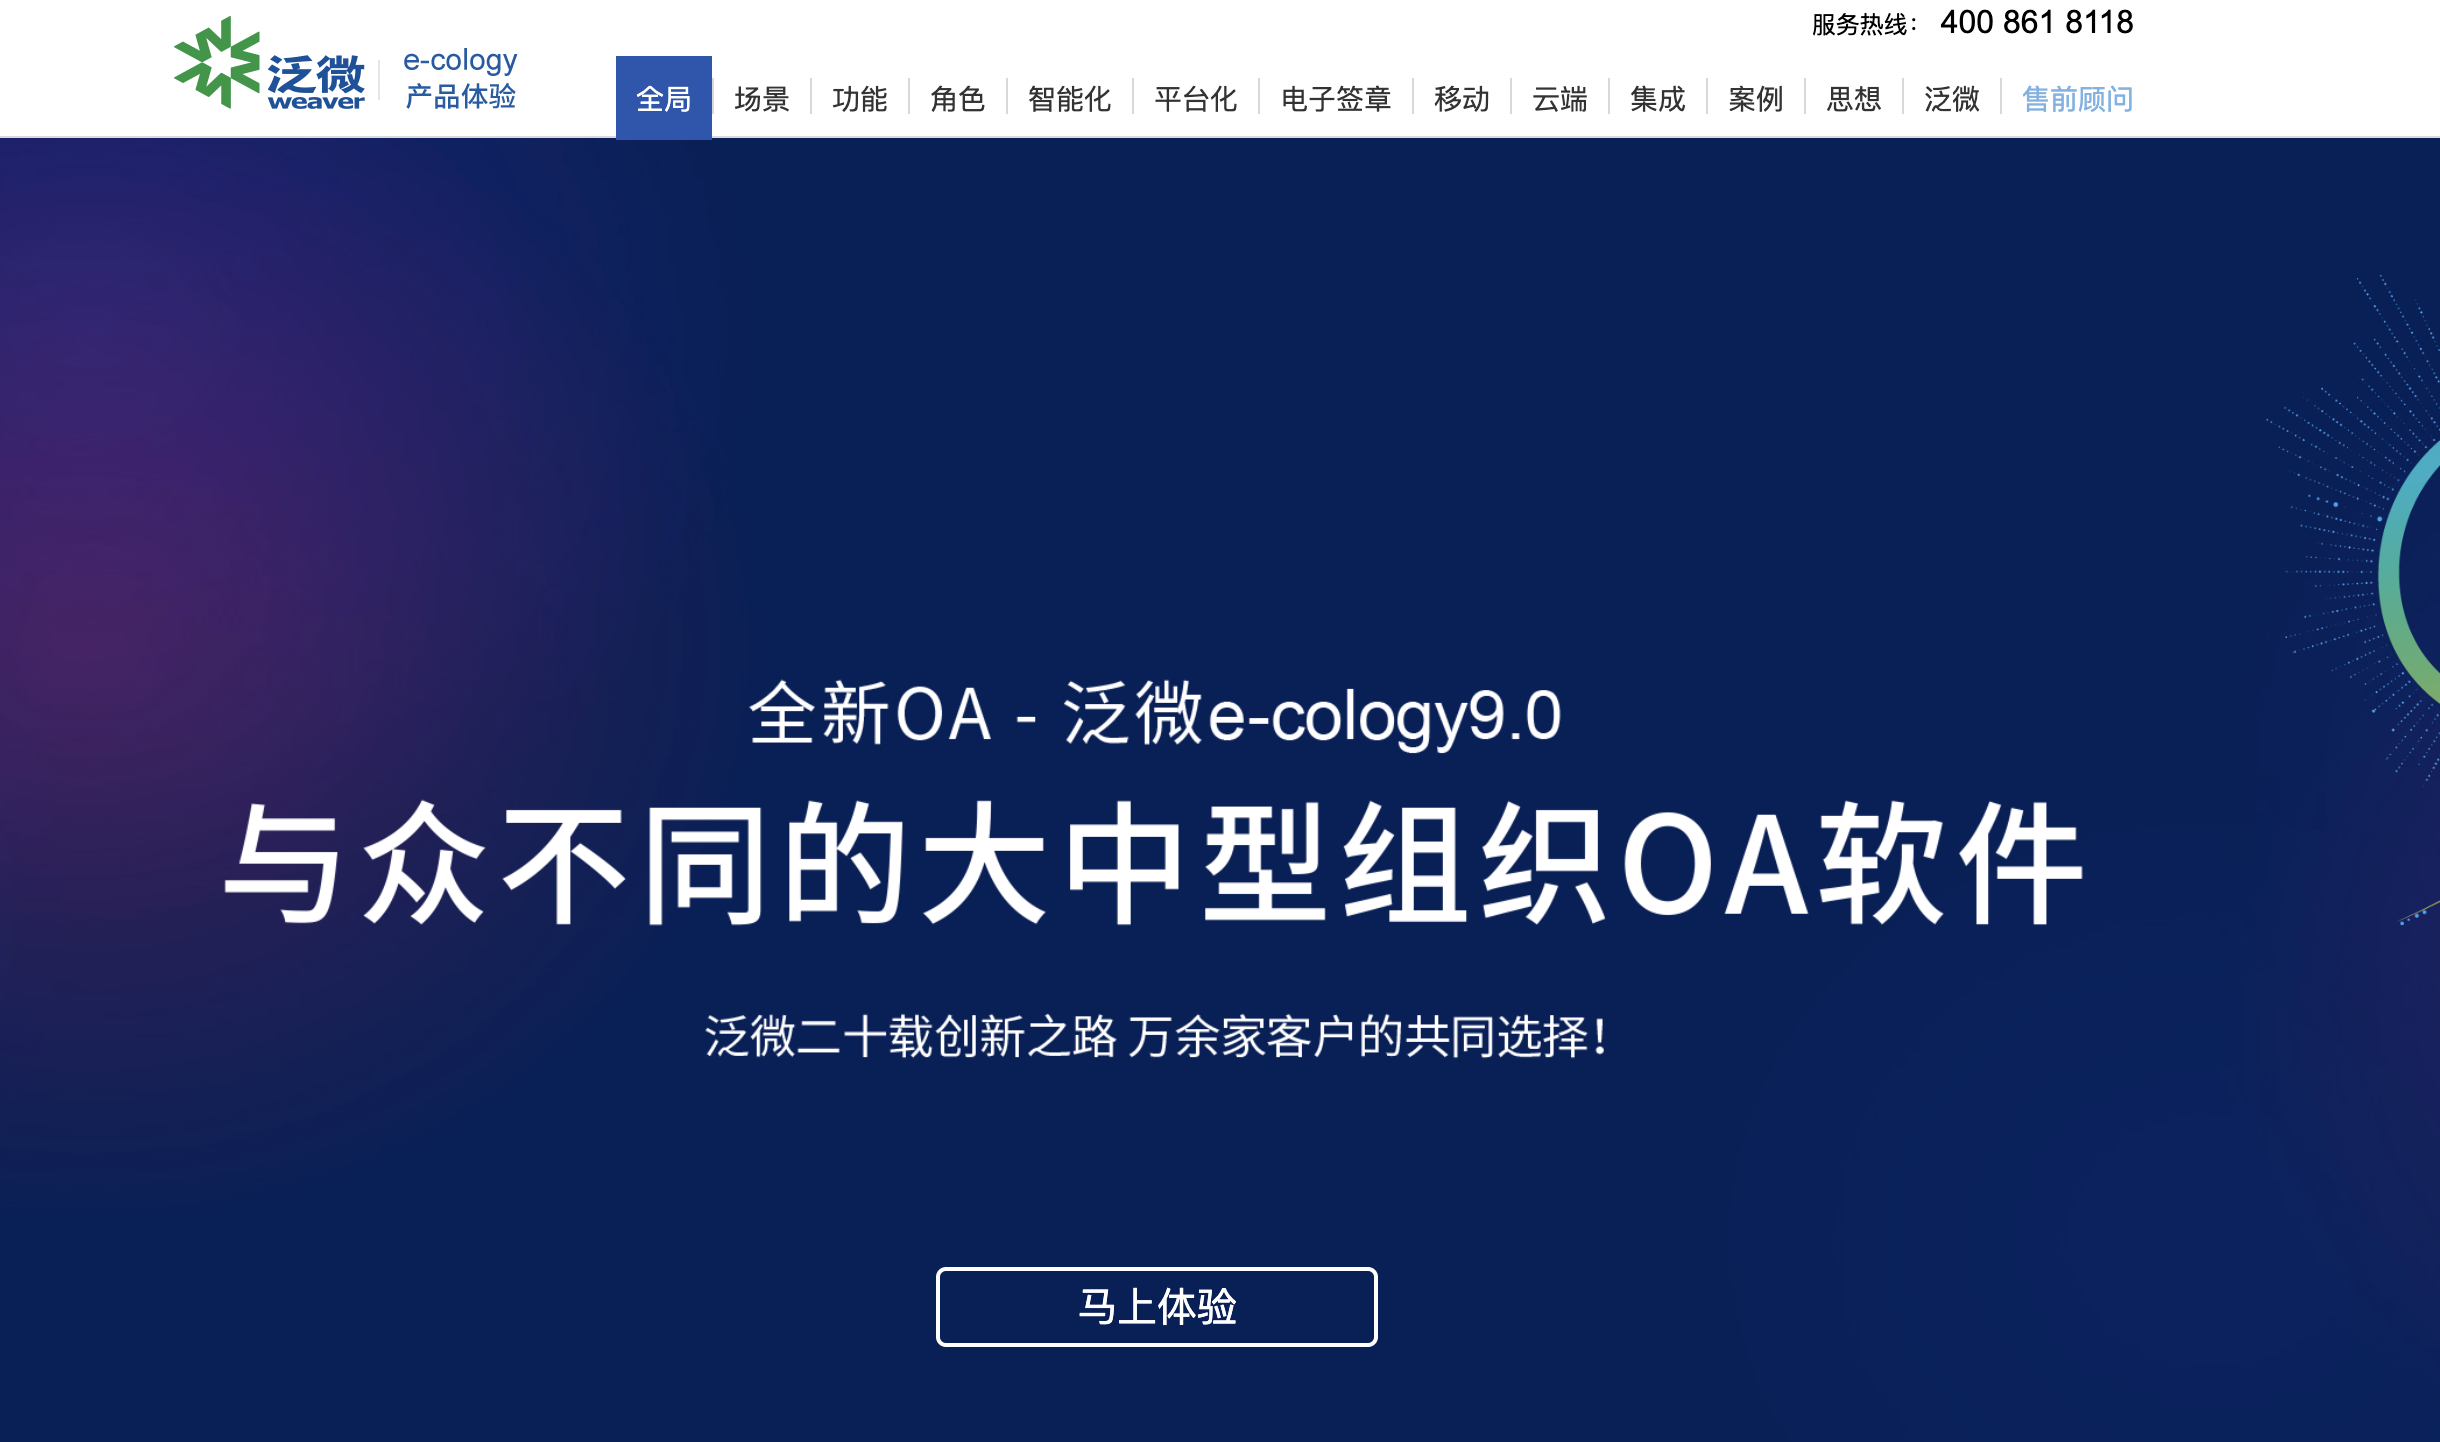 服务热线： 400 861 8118
泛微
weaver
e-cology
产品体验
全局 场景 功能 角色 智能化 平台化 电子签章 移动 云端 集成 案例 思想 泛微 售前顾问
全新OA - 泛微e-cology9.0
与众不同的大中型组织OA软件
泛微二十载创新之路 万余家客户的共同选择！
马上体验